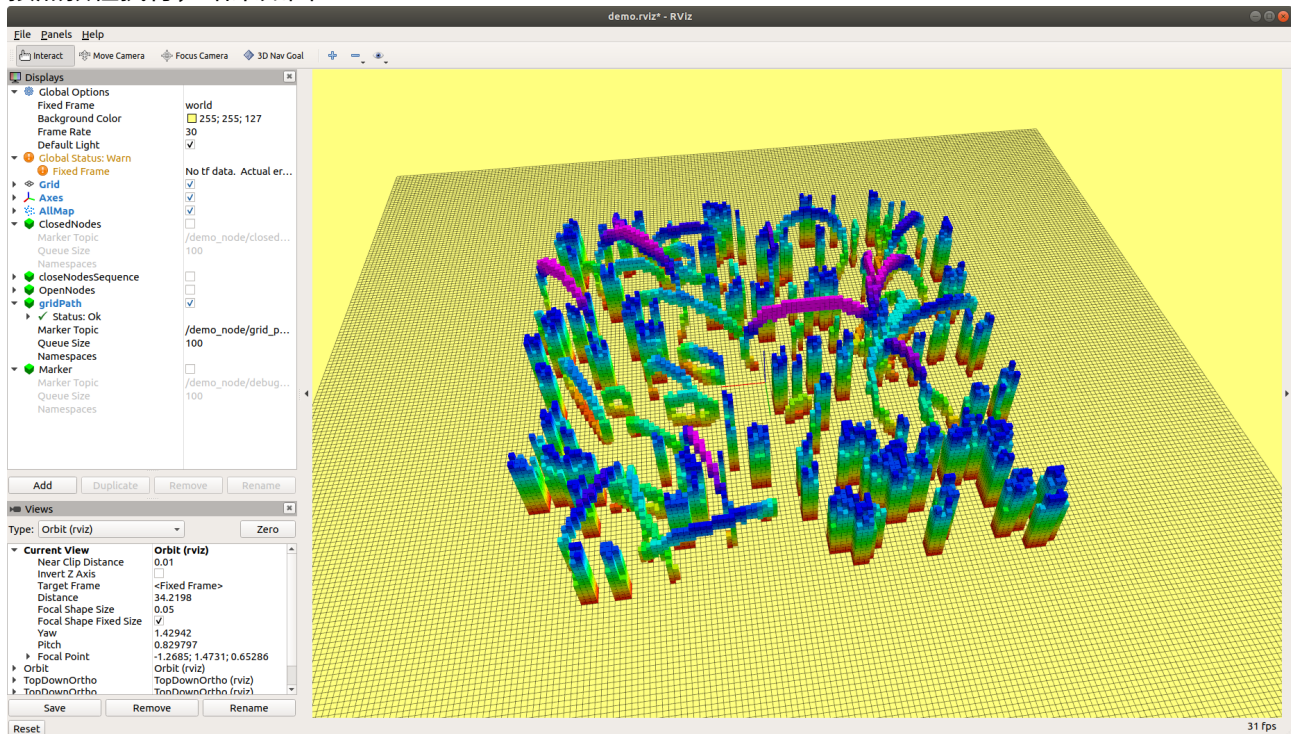 demo.rviz* - RViz
File Panels Help
Interact Move Camera Focus Camera 3D Nav Goal
Displays
Global Options
Fixed Frame world
Background Color 255; 255; 127
Frame Rate 30
Default Light
Global Status: Warn
Fixed Frame No tf data. Actual er...
Grid
Axes
AllMap
ClosedNodes
Marker Topic /demo_node/closed...
Queue Size 100
Namespaces
closeNodesSequence
OpenNodes
gridPath
Status: Ok
Marker Topic /demo_node/grid_p...
Queue Size 100
Namespaces
Marker
Marker Topic /demo_node/debug...
Queue Size 100
Namespaces
Add Duplicate Remove Rename
Views
Type: Orbit (rviz) Zero
Current View Orbit (rviz)
Near Clip Distance 0.01
Invert Z Axis
Target Frame <Fixed Frame>
Distance 34.2198
Focal Shape Size 0.05
Focal Shape Fixed Size
Yaw 1.42942
Pitch 0.829797
Focal Point -1.2685; 1.4731; 0.65286
Orbit Orbit (rviz)
TopDownOrtho TopDownOrtho (rviz)
TopDownOrtho TopDownOrtho (rviz)
Save Remove Rename
Reset 31 fps